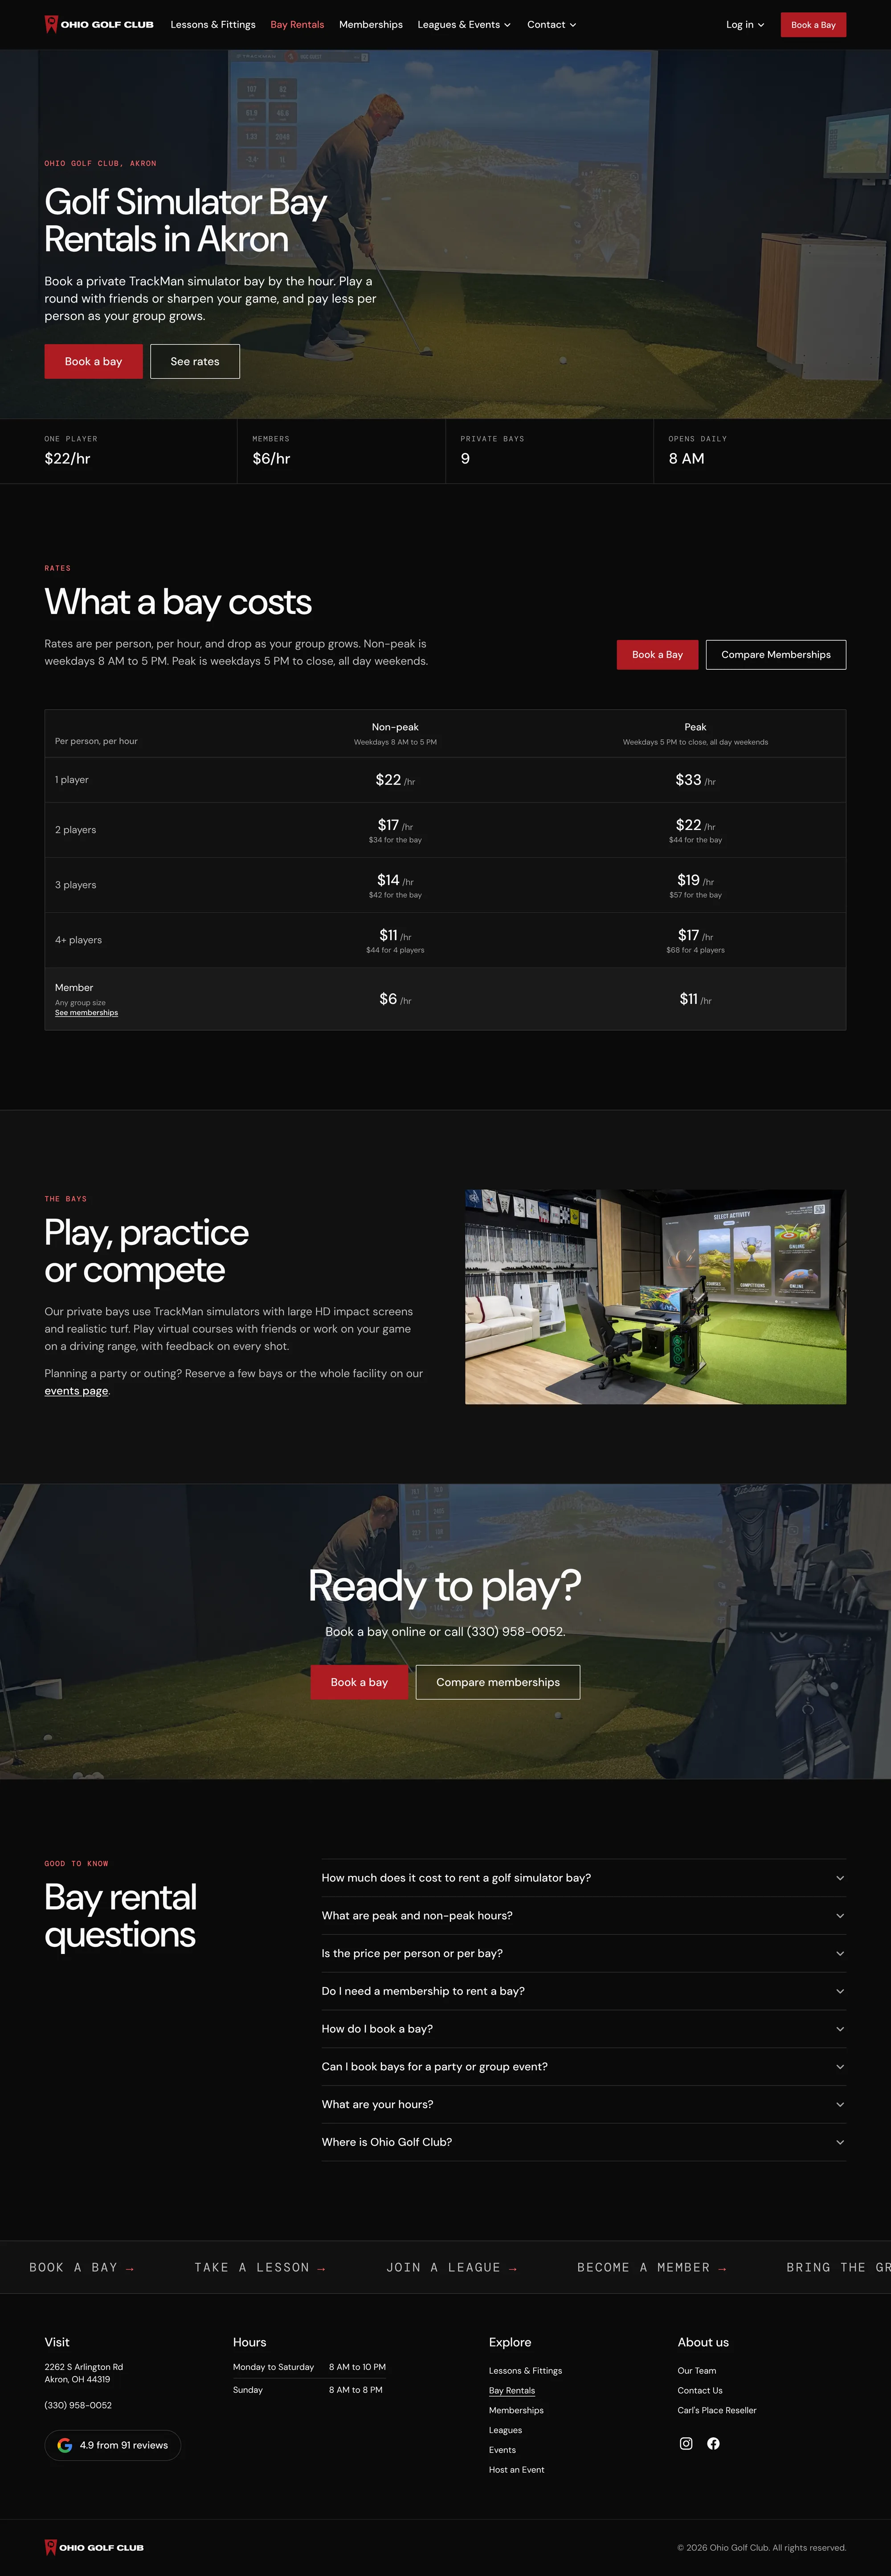 OHIO GOLF CLUB
Lessons & Fittings
Bay Rentals
Memberships
Leagues & Events
Contact
Log in
Book a Bay
OHIO GOLF CLUB, AKRON
Golf Simulator Bay
Rentals in Akron
Book a private TrackMan simulator bay by the hour. Play a
round with friends or sharpen your game, and pay less per
person as your group grows.
Book a bay
See rates
ONE PLAYER
$22/hr
MEMBERS
$6/hr
PRIVATE BAYS
9
OPENS DAILY
8 AM
RATES
What a bay costs
Rates are per person, per hour, and drop as your group grows. Non-peak is
weekdays 8 AM to 5 PM. Peak is weekdays 5 PM to close, all day weekends.
Book a Bay
Compare Memberships
Per person, per hour
Non-peak
Weekdays 8 AM to 5 PM
Peak
Weekdays 5 PM to close, all day weekends
1 player
$22 /hr
$33 /hr
2 players
$17 /hr
$34 for the bay
$22 /hr
$44 for the bay
3 players
$14 /hr
$42 for the bay
$19 /hr
$57 for the bay
4+ players
$11 /hr
$44 for 4 players
$17 /hr
$68 for 4 players
Member
Any group size
See memberships
$6 /hr
$11 /hr
THE BAYS
Play, practice
or compete
Our private bays use TrackMan simulators with large HD impact screens
and realistic turf. Play virtual courses with friends or work on your game
on a driving range, with feedback on every shot.
Planning a party or outing? Reserve a few bays or the whole facility on our
events page.
SELECT ACTIVITY
COURSES
COMPETITIONS
ONLINE
Ready to play?
Book a bay online or call (330) 958-0052.
Book a bay
Compare memberships
GOOD TO KNOW
Bay rental
questions
How much does it cost to rent a golf simulator bay?
What are peak and non-peak hours?
Is the price per person or per bay?
Do I need a membership to rent a bay?
How do I book a bay?
Can I book bays for a party or group event?
What are your hours?
Where is Ohio Golf Club?
BOOK A BAY →
TAKE A LESSON →
JOIN A LEAGUE →
BECOME A MEMBER →
BRING THE GR
Visit
2262 S Arlington Rd
Akron, OH 44319
(330) 958-0052
4.9 from 91 reviews
Hours
Monday to Saturday 8 AM to 10 PM
Sunday 8 AM to 8 PM
Explore
Lessons & Fittings
Bay Rentals
Memberships
Leagues
Events
Host an Event
About us
Our Team
Contact Us
Carl's Place Reseller
OHIO GOLF CLUB
© 2026 Ohio Golf Club. All rights reserved.